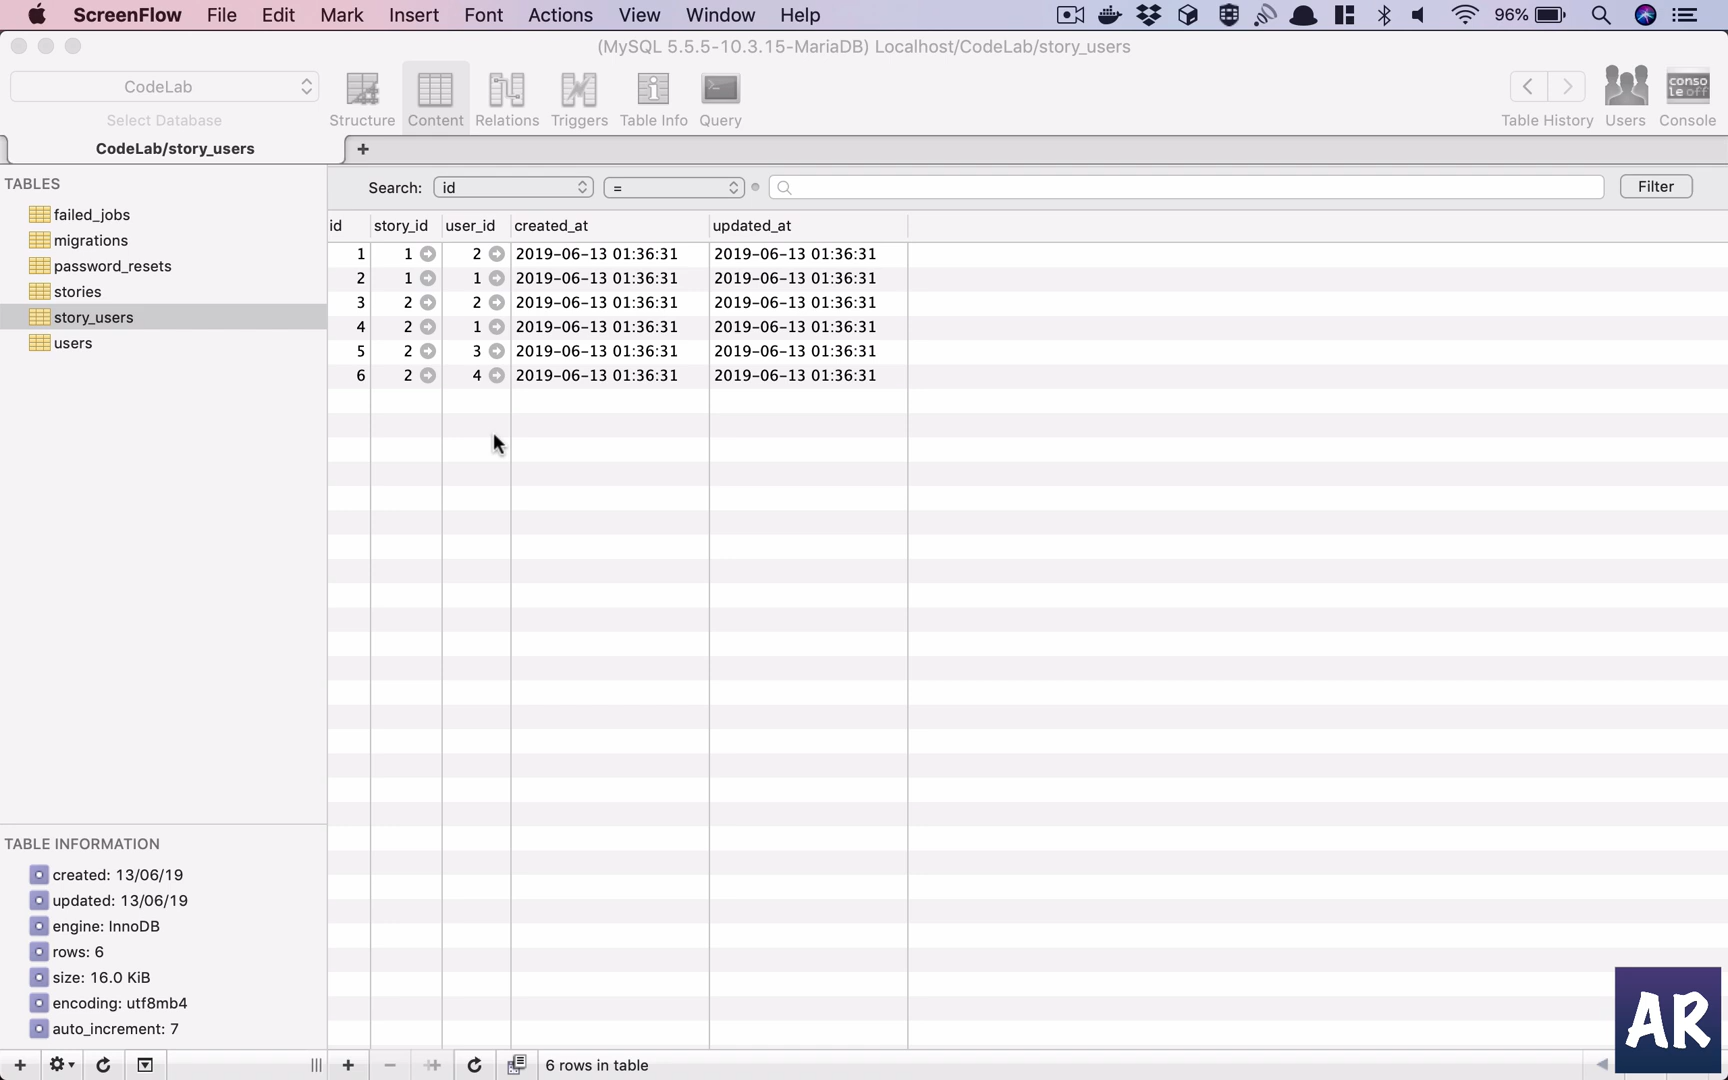 ScreenFlow File Edit Mark Insert Font Actions View Window Help 96%
(MySQL 5.5.5-10.3.15-MariaDB) Localhost/CodeLab/story_users
CodeLab
Select Database
Structure Content Relations Triggers Table Info Query
Table History Users Console
conso
le off
CodeLab/story_users
TABLES
failed_jobs
migrations
password_resets
stories
story_users
users
Search: id = Filter
id story_id user_id created_at updated_at
1 1 2 2019-06-13 01:36:31 2019-06-13 01:36:31
2 1 1 2019-06-13 01:36:31 2019-06-13 01:36:31
3 2 2 2019-06-13 01:36:31 2019-06-13 01:36:31
4 2 1 2019-06-13 01:36:31 2019-06-13 01:36:31
5 2 3 2019-06-13 01:36:31 2019-06-13 01:36:31
6 2 4 2019-06-13 01:36:31 2019-06-13 01:36:31
TABLE INFORMATION
created: 13/06/19
updated: 13/06/19
engine: InnoDB
rows: 6
size: 16.0 KiB
encoding: utf8mb4
auto_increment: 7
6 rows in table
AR